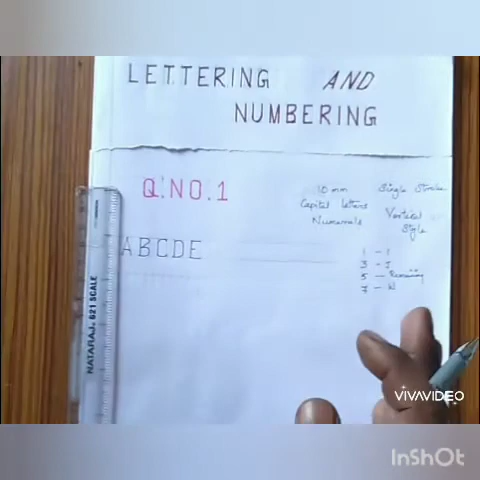 LETTERING AND
NUMBERING
Q.NO.1
10 mm Single Stroke
Capital letters Vertical
Numerals Style
ABCDE
1 - I
3 - J
5 - Remaining
7 - W
NATARAJ. 621 SCALE
VIVAVIDEO
InShOt